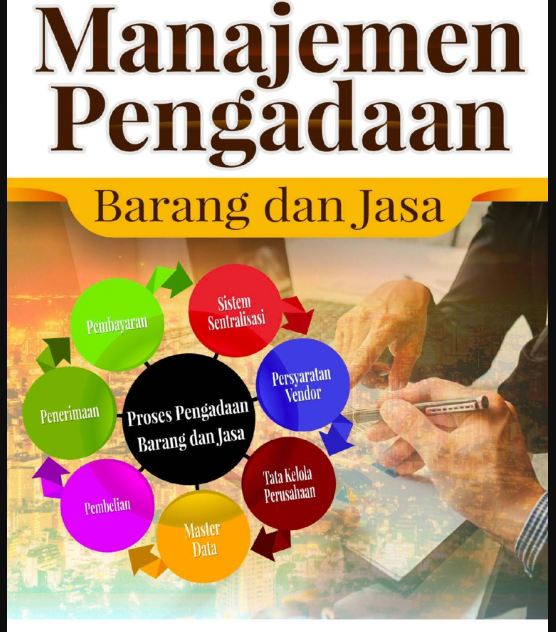 Manajemen
Pengadaan
Barang dan Jasa
Sistem
Sentralisasi
Persyaratan
Vendor
Tata Kelola
Perusahaan
Master
Data
Pembelian
Penerimaan
Pembayaran
Proses Pengadaan
Barang dan Jasa